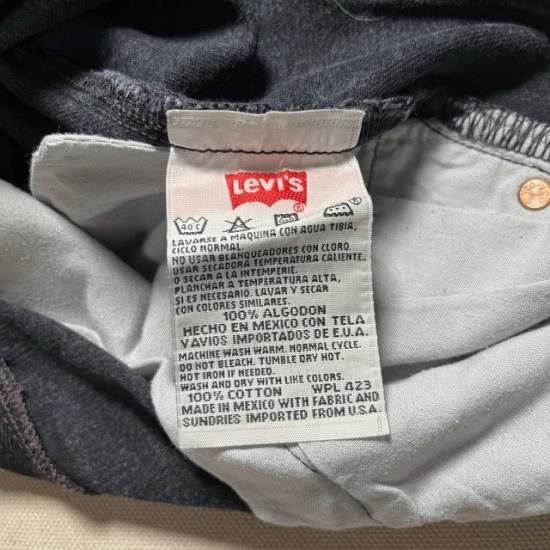 Levi's
®
40°C
LAVARSE A MAQUINA CON AGUA TIBIA,
CICLO NORMAL.
NO USAR BLANQUEADORES CON CLORO.
USAR SECADORA TEMPERATURA CALIENTE.
O SECAR A LA INTEMPERIE.
PLANCHAR A TEMPERATURA ALTA,
SI ES NECESARIO. LAVAR Y SECAR
CON COLORES SIMILARES.
100% ALGODON
HECHO EN MEXICO CON TELA
Y AVIOS IMPORTADOS DE E.U.A.
MACHINE WASH WARM. NORMAL CYCLE.
DO NOT BLEACH. TUMBLE DRY HOT.
HOT IRON IF NEEDED.
WASH AND DRY WITH LIKE COLORS.
100% COTTON WPL 423
MADE IN MEXICO WITH FABRIC AND
SUNDRIES IMPORTED FROM U.S.A.